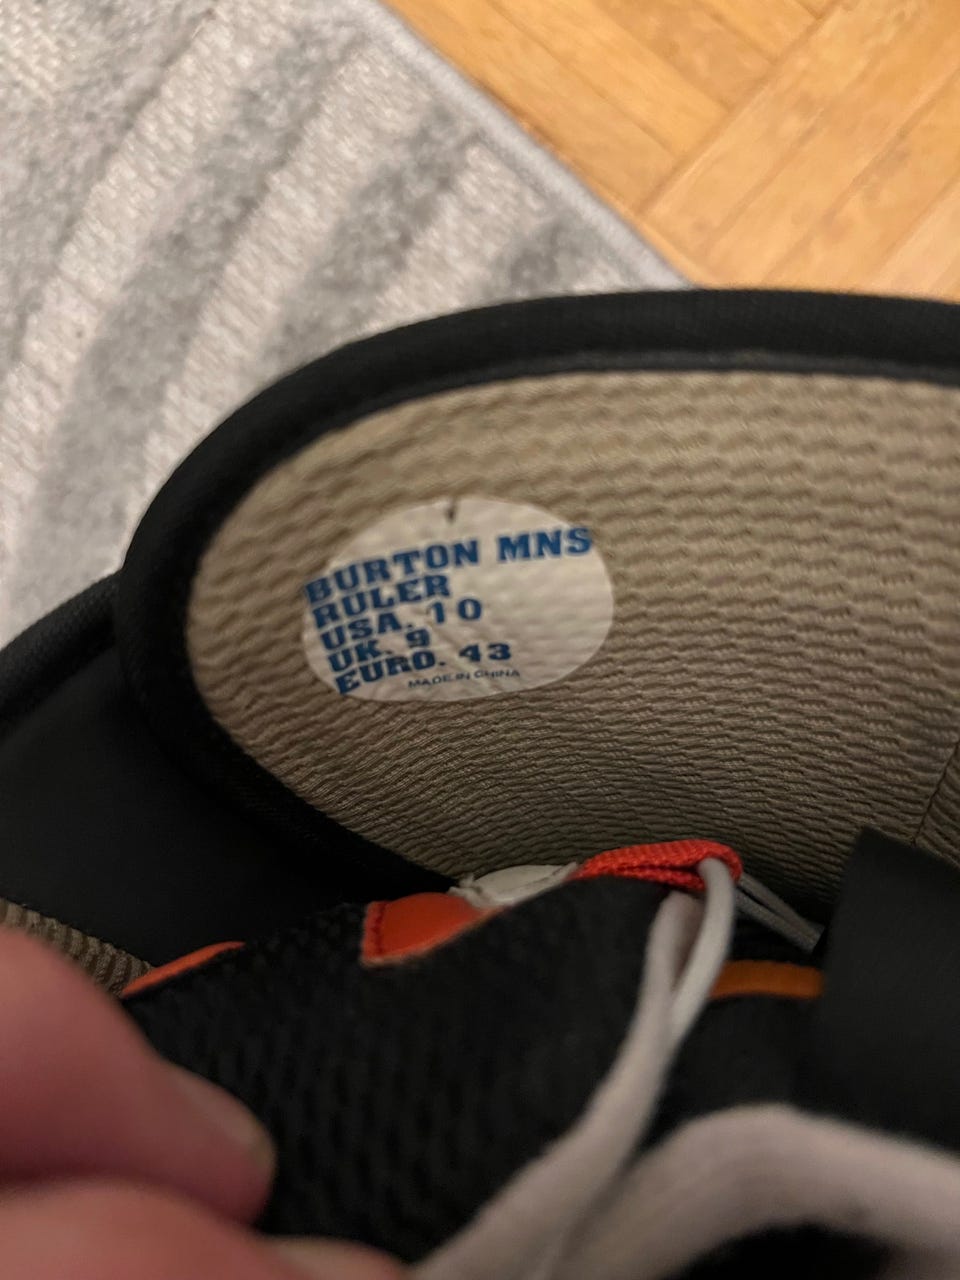 BURTON MNS
RULER
USA. 10
UK. 9
EURO. 43
MADE IN CHINA